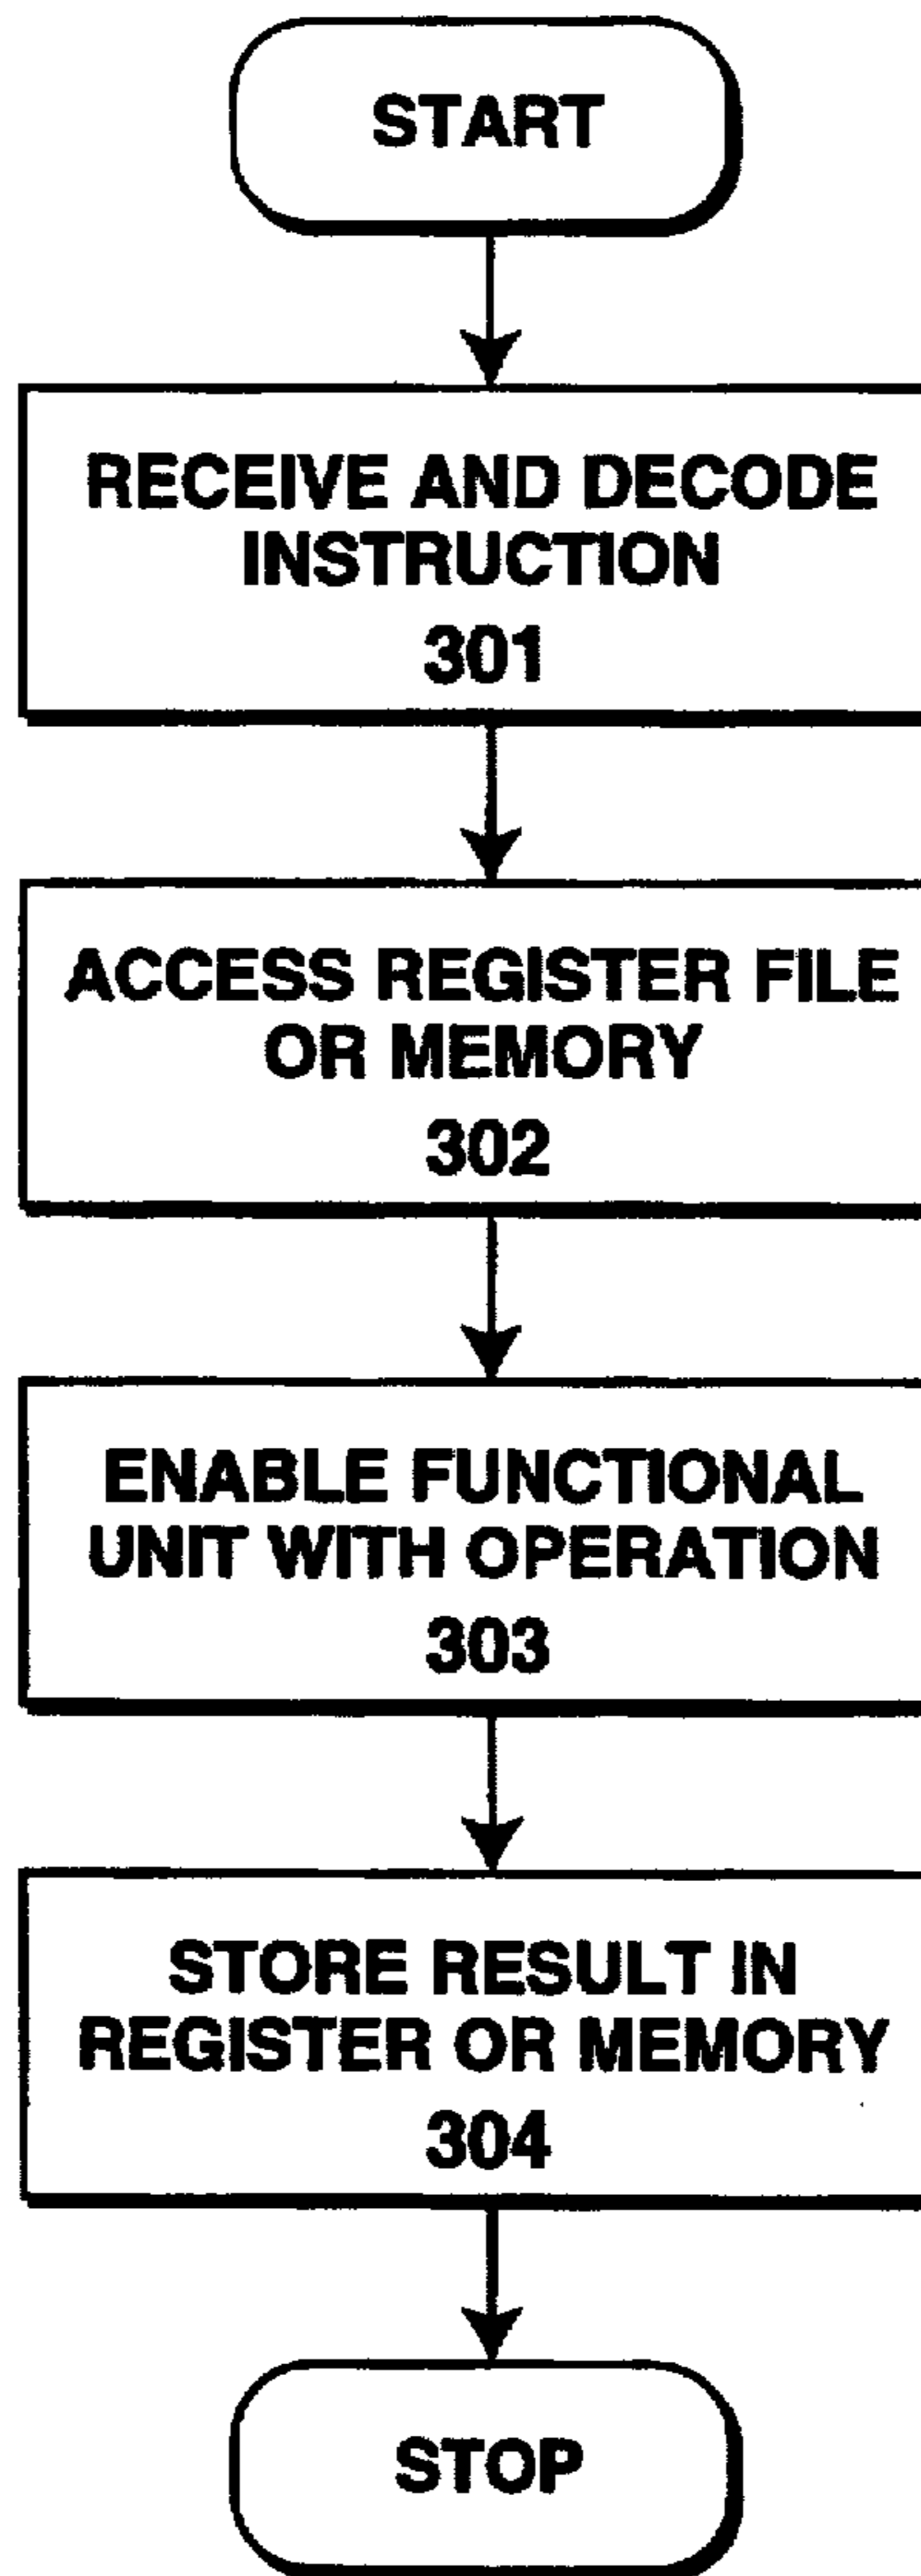 START
RECEIVE AND DECODE
INSTRUCTION
301
ACCESS REGISTER FILE
OR MEMORY
302
ENABLE FUNCTIONAL
UNIT WITH OPERATION
303
STORE RESULT IN
REGISTER OR MEMORY
304
STOP